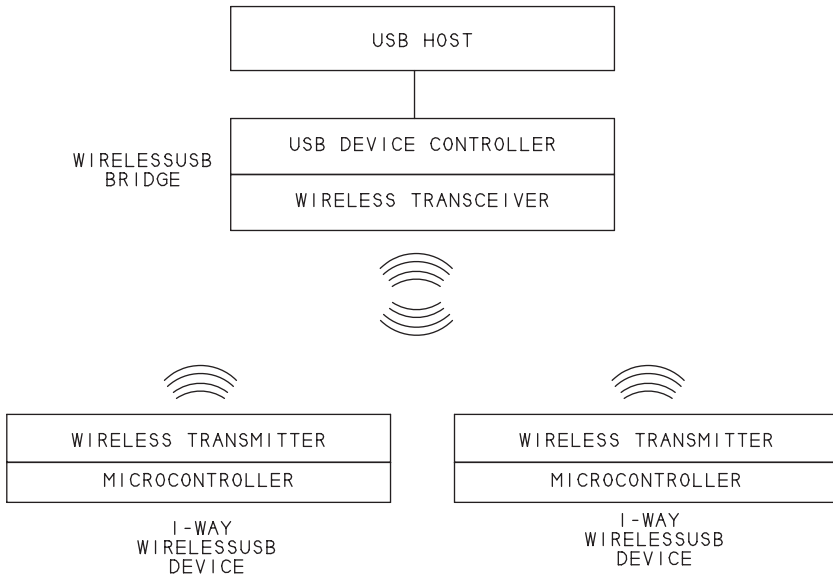 USB HOST
USB DEVICE CONTROLLER
WIRELESSUSB
BRIDGE
WIRELESS TRANSCEIVER
WIRELESS TRANSMITTER
MICROCONTROLLER
1-WAY
WIRELESSUSB
DEVICE
WIRELESS TRANSMITTER
MICROCONTROLLER
1-WAY
WIRELESSUSB
DEVICE